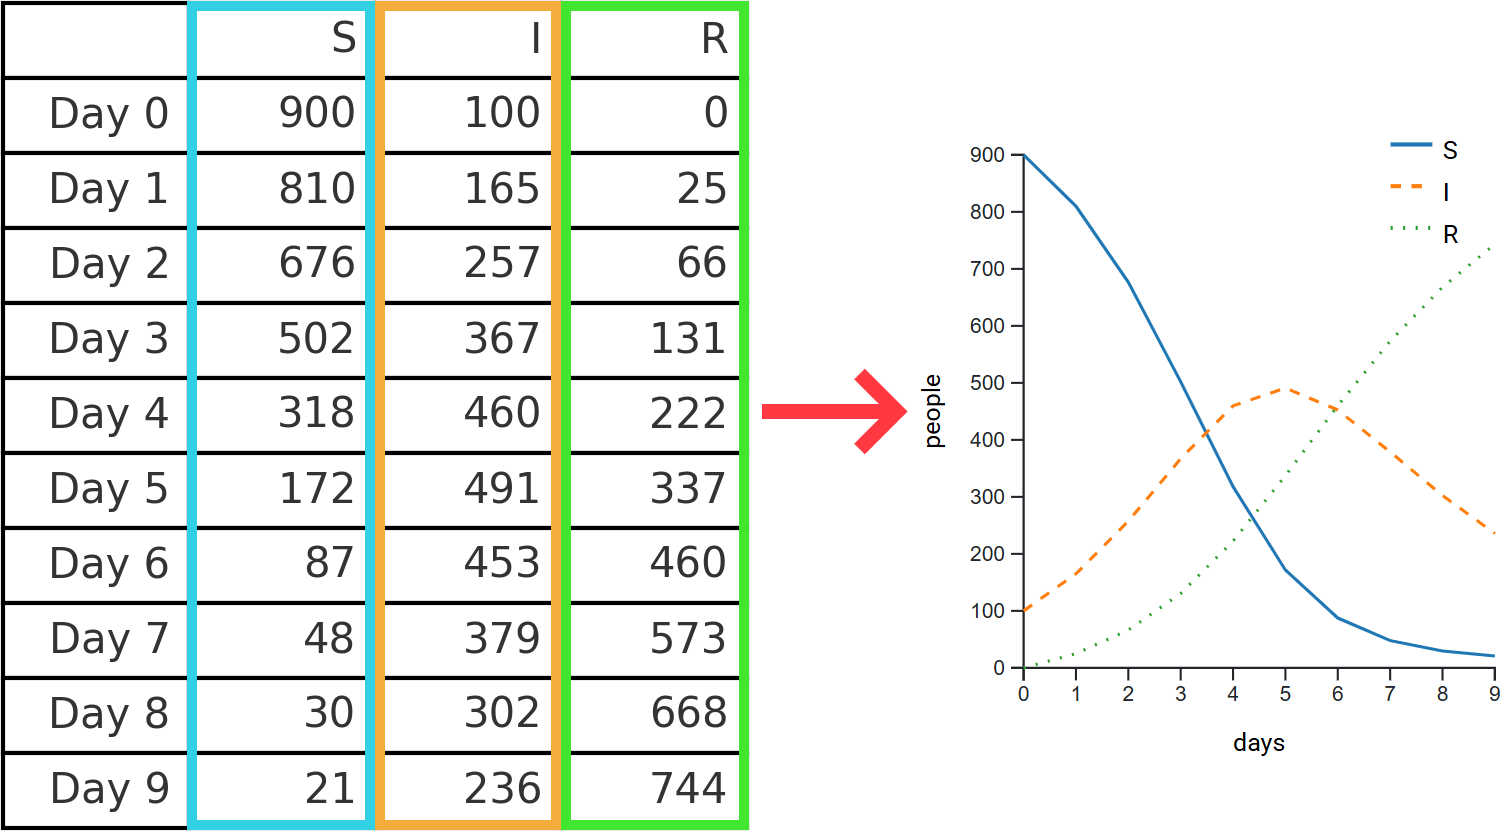 S I R
Day 0 900 100 0
Day 1 810 165 25
Day 2 676 257 66
Day 3 502 367 131
Day 4 318 460 222
Day 5 172 491 337
Day 6 87 453 460
Day 7 48 379 573
Day 8 30 302 668
Day 9 21 236 744
S
I
R
900
800
700
600
500
400
300
200
100
0
people
0 1 2 3 4 5 6 7 8 9
days